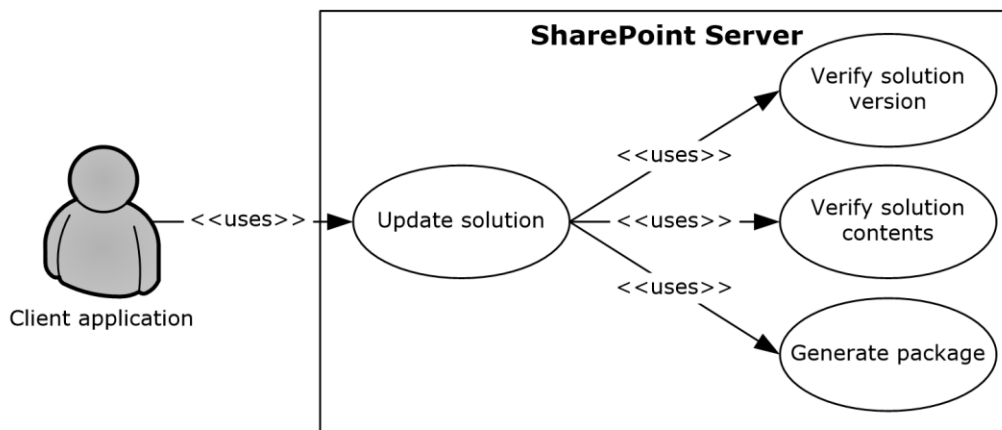 SharePoint Server
Verify solution
version
<<uses>>
Client application
<<uses>>
Update solution
<<uses>>
Verify solution
contents
<<uses>>
Generate package